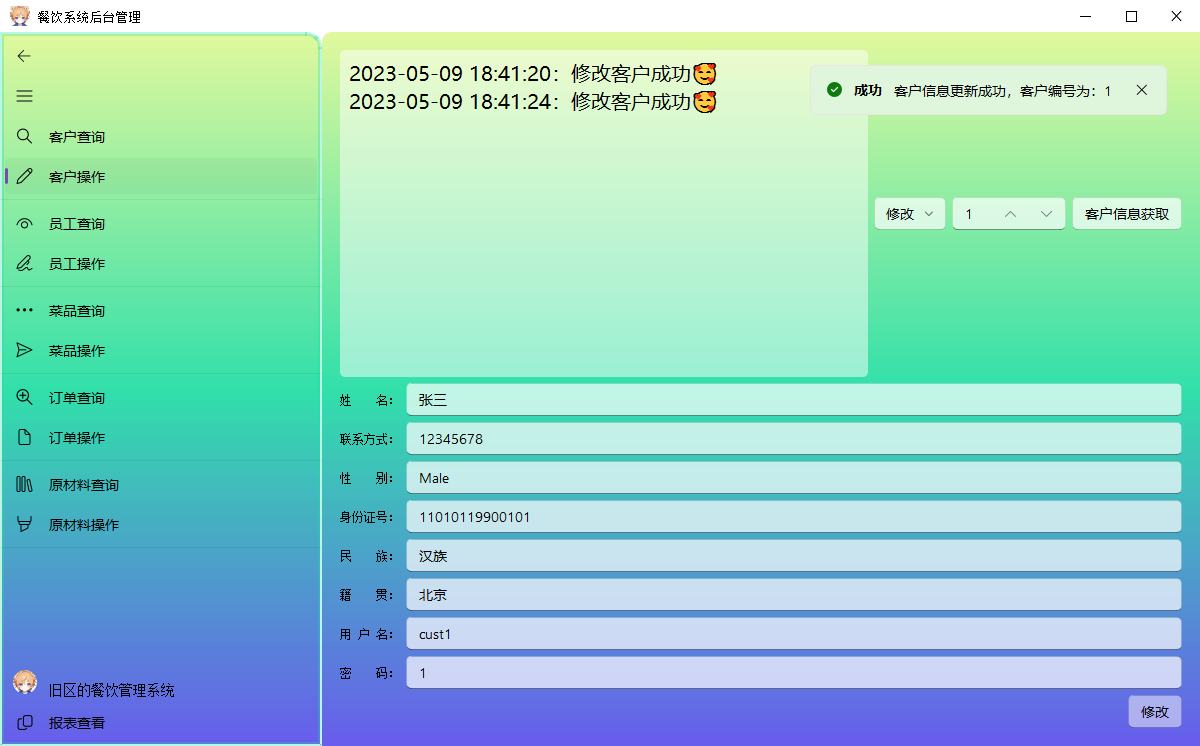 餐饮系统后台管理
客户查询
客户操作
员工查询
员工操作
菜品查询
菜品操作
订单查询
订单操作
原材料查询
原材料操作
旧区的餐饮管理系统
报表查看
2023-05-09 18:41:20：修改客户成功🥰
2023-05-09 18:41:24：修改客户成功🥰
成功 客户信息更新成功，客户编号为：1
修改 1 客户信息获取
姓 名： 张三
联系方式： 12345678
性 别： Male
身份证号： 11010119900101
民 族： 汉族
籍 贯： 北京
用 户 名： cust1
密 码： 1
修改